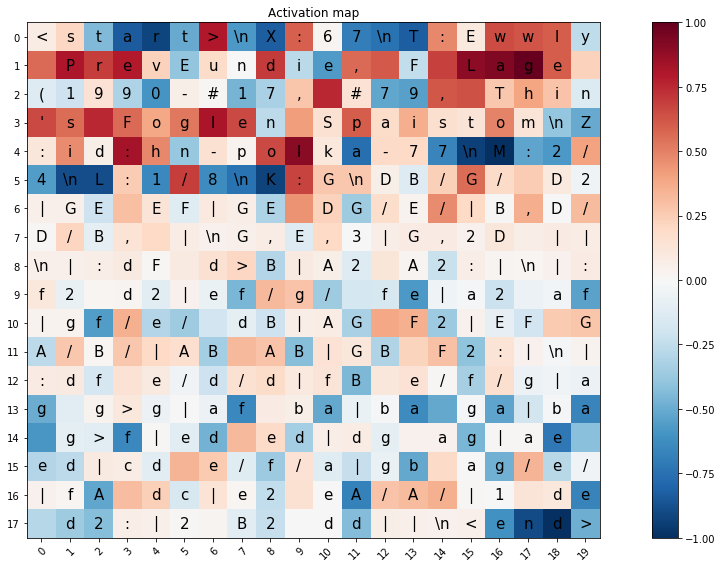 Activation map
0 < s t a r t > \n X : 6 7 \n T : E w w l y
1 P r e v E u n d i e , F L a g e
2 ( 1 9 9 0 - # 1 7 , # 7 9 , T h i n
3 ' s F o g l e n S p a i s t o m \n Z
4 : i d : h n - p o l k a - 7 7 \n M : 2 /
5 4 \n L : 1 / 8 \n K : G \n D B / G / D 2
6 | G E E F | G E D G / E / | B , D /
7 D / B , | \n G , E , 3 | G , 2 D | |
8 \n | : d F d > B | A 2 A 2 : | \n | :
9 f 2 d 2 | e f / g / f e | a 2 a f
10 | g f / e / d B | A G F 2 | E F G
11 A / B / | A B A B | G B F 2 : | \n |
12 : d f e / d / d | f B e / f / g | a
13 g g > g | a f b a | b a g a | b a
14 g > f | e d e d | d g a g | a e
15 e d | c d e / f / a | g b a g / e /
16 | f A d c | e 2 e A / A / | 1 d e
17 d 2 : | 2 B 2 d d | | \n < e n d >
0 1 2 3 4 5 6 7 8 9 10 11 12 13 14 15 16 17 18 19
1.00
0.75
0.50
0.25
0.00
−0.25
−0.50
−0.75
−1.00